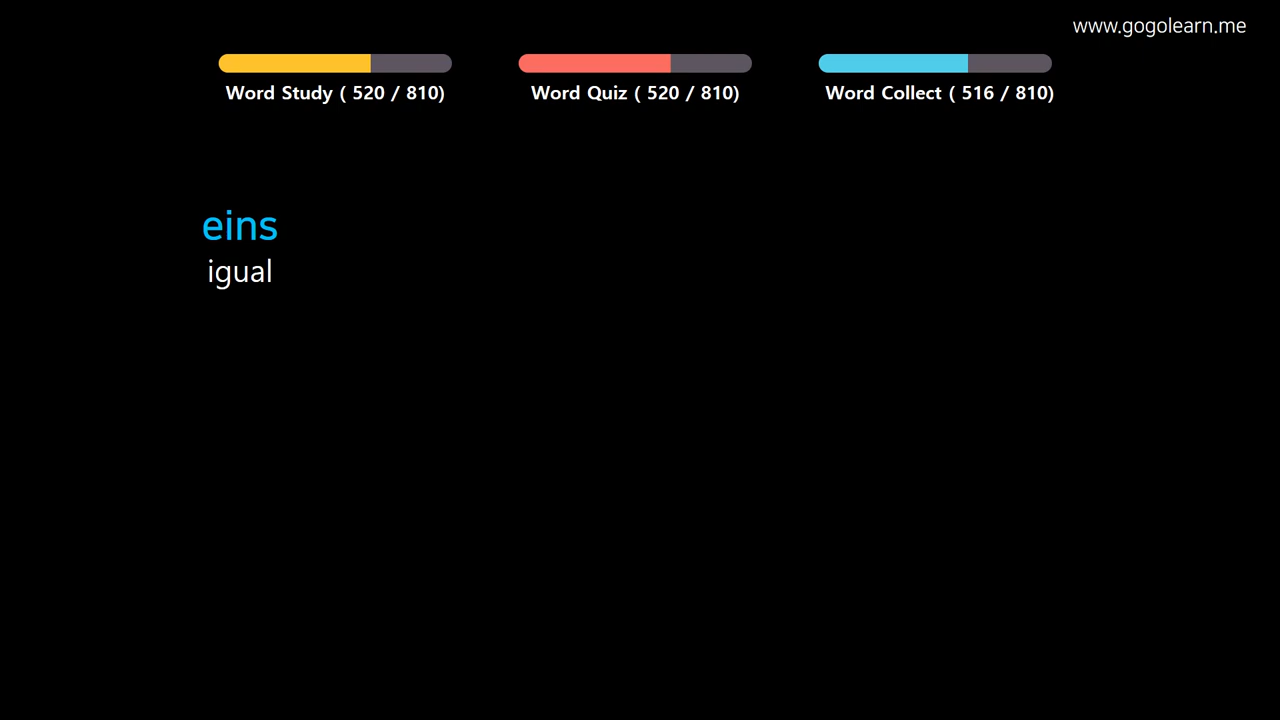 www.gogolearn.me
Word Study ( 520 / 810)
Word Quiz ( 520 / 810)
Word Collect ( 516 / 810)
eins
igual